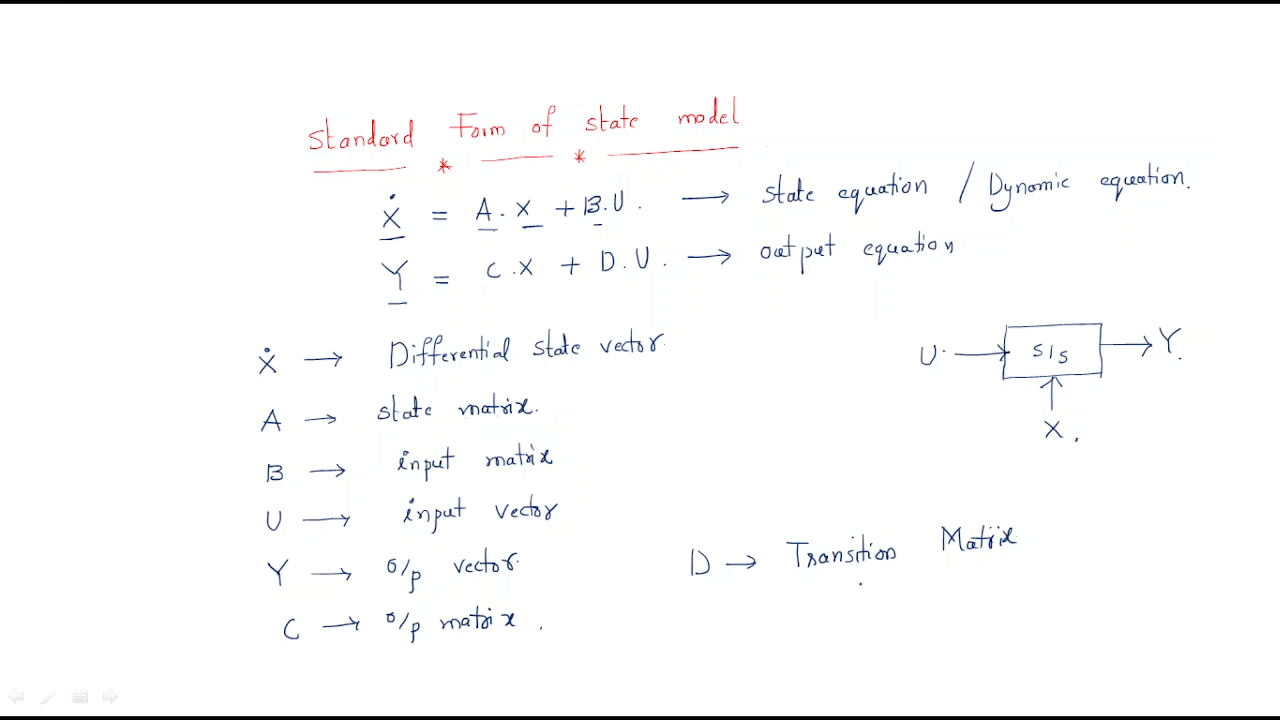 Standard Form of state model
Ẋ = A. X + B.U. → state equation / Dynamic equation.
Y = C.X + D.U. → output equation
Ẋ → Differential state vector.
U. → S/s → Y.
X.
A → state matrix.
B → input matrix
U → input vector
Y → o/p vector.
C → o/p matrix.
D → Transition Matrix